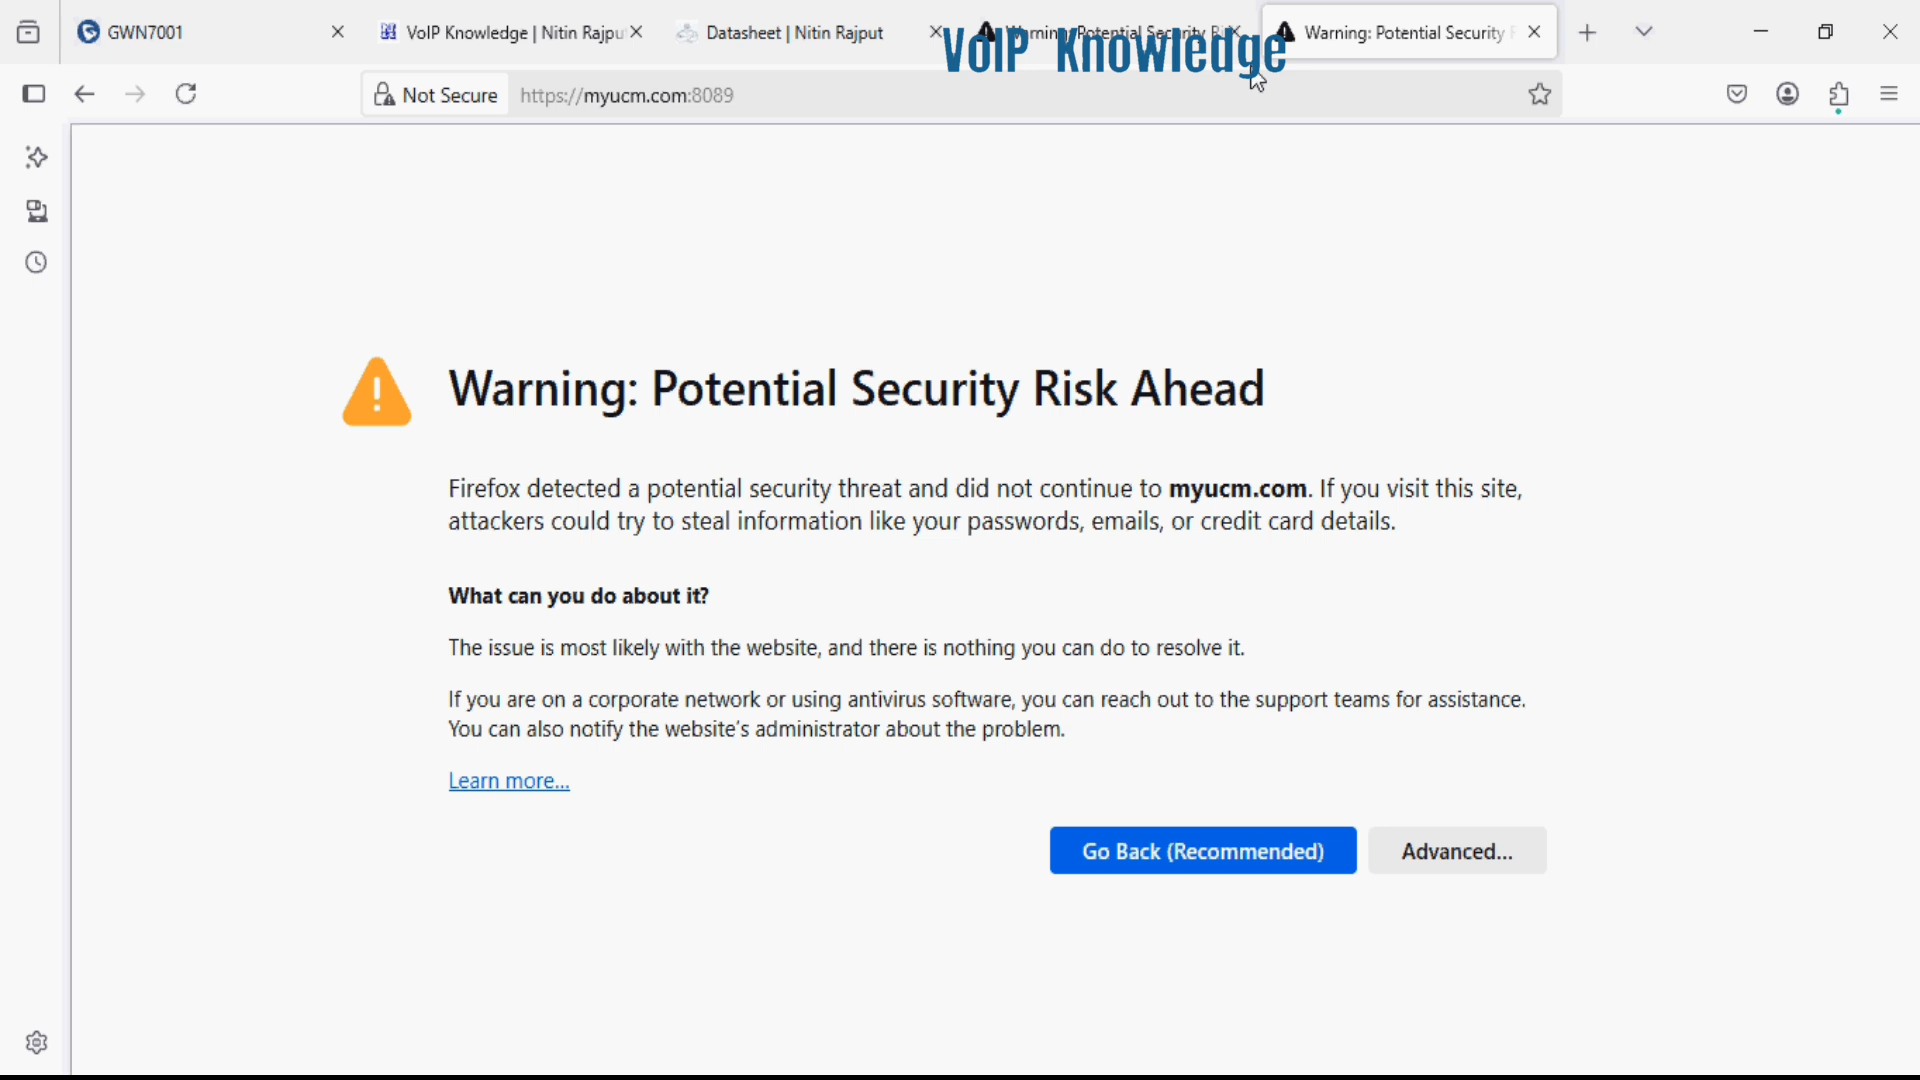 GWN7001
VoIP Knowledge | Nitin Rajpu
Datasheet | Nitin Rajput
Warning: Potential Security R
Warning: Potential Security
VoIP Knowledge
Not Secure
https://myucm.com:8089
Warning: Potential Security Risk Ahead
Firefox detected a potential security threat and did not continue to myucm.com. If you visit this site,
attackers could try to steal information like your passwords, emails, or credit card details.
What can you do about it?
The issue is most likely with the website, and there is nothing you can do to resolve it.
If you are on a corporate network or using antivirus software, you can reach out to the support teams for assistance.
You can also notify the website's administrator about the problem.
Learn more...
Go Back (Recommended)
Advanced...